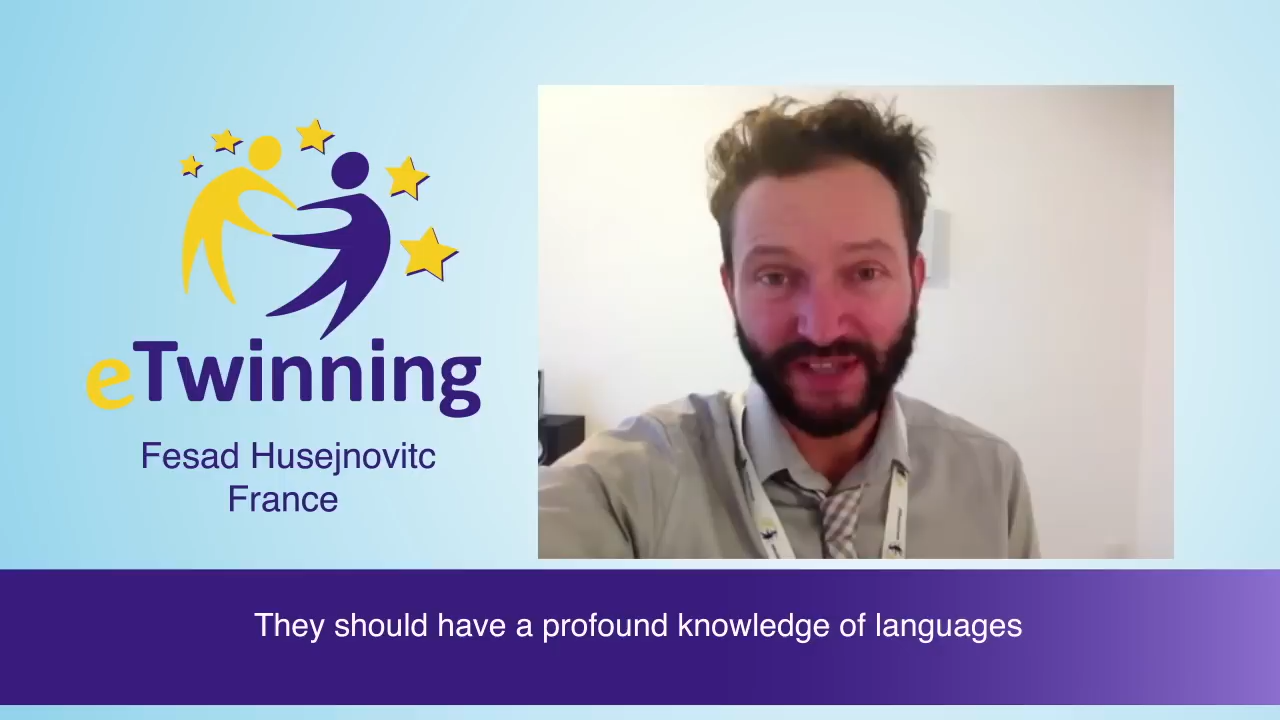 eTwinning
Fesad Husejnovitc
France
They should have a profound knowledge of languages